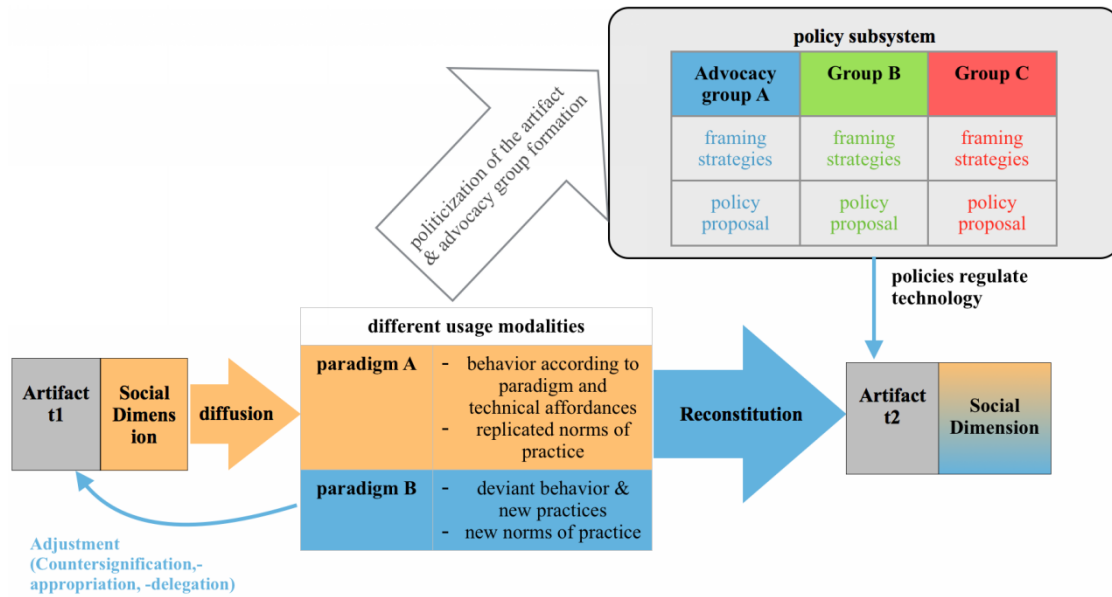 policy subsystem
Advocacy
group A
Group B
Group C
framing
strategies
framing
strategies
framing
strategies
policy
proposal
policy
proposal
policy
proposal
politicization of the artifact
& advocacy group formation
policies regulate
technology
different usage modalities
Artifact
t1
Social
Dimens
ion
diffusion
paradigm A
- behavior according to
paradigm and
technical affordances
- replicated norms of
practice
paradigm B
- deviant behavior &
new practices
- new norms of practice
Reconstitution
Artifact
t2
Social
Dimension
Adjustment
(Countersignification,-
appropriation, -delegation)